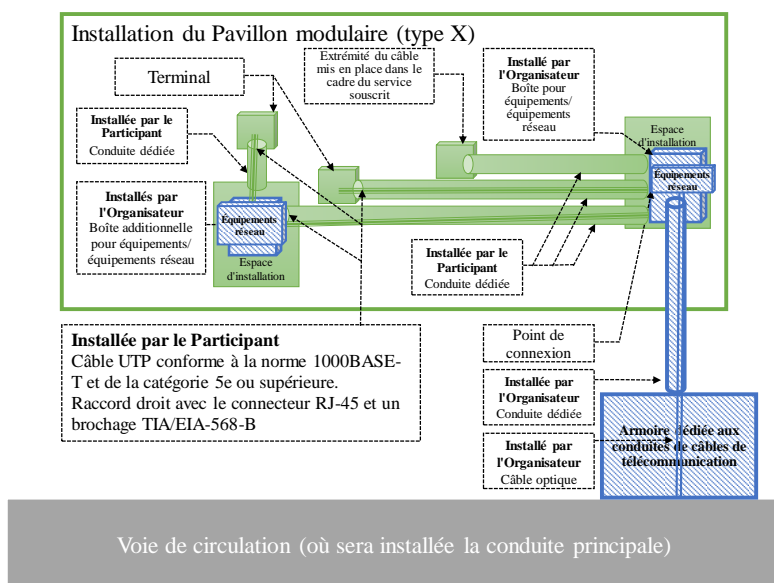 Installation du Pavillon modulaire (type X)
Terminal
Extrémité du câble
mis en place dans le
cadre du service
souscrit
Installé par
l'Organisateur
Boîte pour
équipements/
équipements
réseau
Espace
d'installation
Équipements
réseau
Installée par le
Participant
Conduite dédiée
Installés par
l'Organisateur
Boîte additionnelle
pour équipements/
équipements réseau
Équipements
réseau
Espace
d'installation
Installée par le
Participant
Conduite dédiée
Installée par le Participant
Câble UTP conforme à la norme 1000BASE-
T et de la catégorie 5e ou supérieure.
Raccord droit avec le connecteur RJ-45 et un
brochage TIA/EIA-568-B
Point de
connexion
Installée par
l'Organisateur
Conduite dédiée
Installé par
l'Organisateur
Câble optique
Armoire dédiée aux
conduites de câbles de
télécommunication
Voie de circulation (où sera installée la conduite principale)